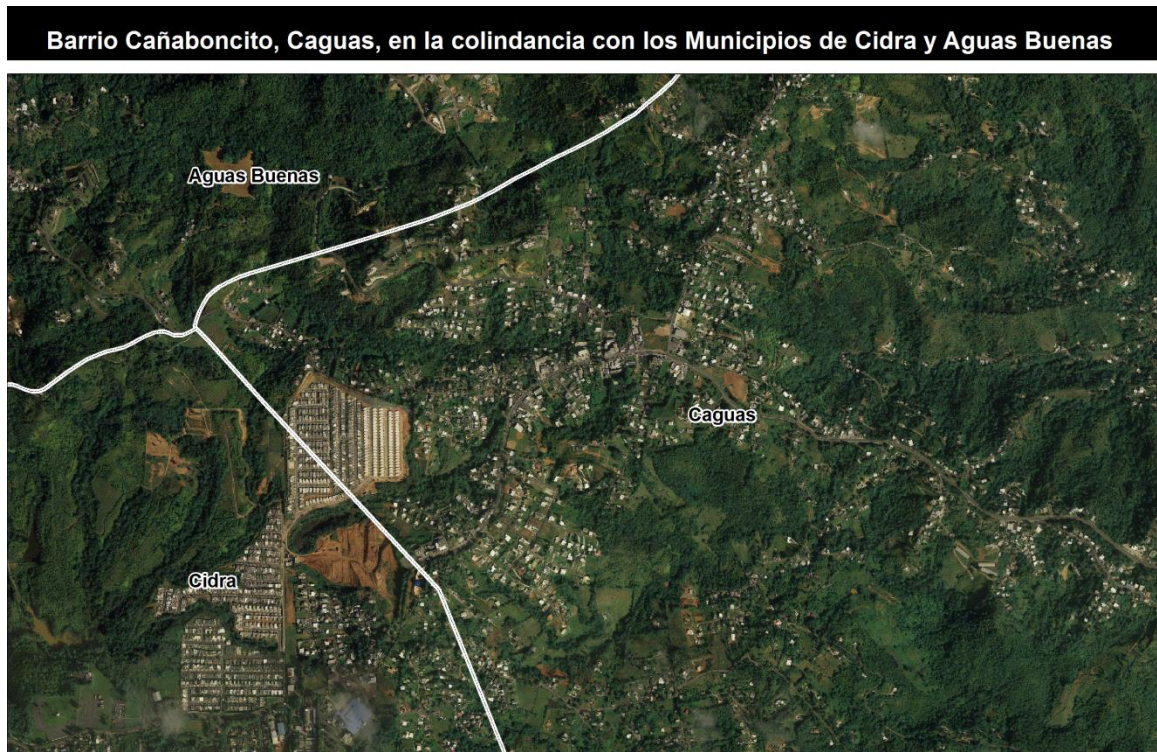 Barrio Cañaboncito, Caguas, en la colindancia con los Municipios de Cidra y Aguas Buenas
Aguas Buenas
Caguas
Cidra